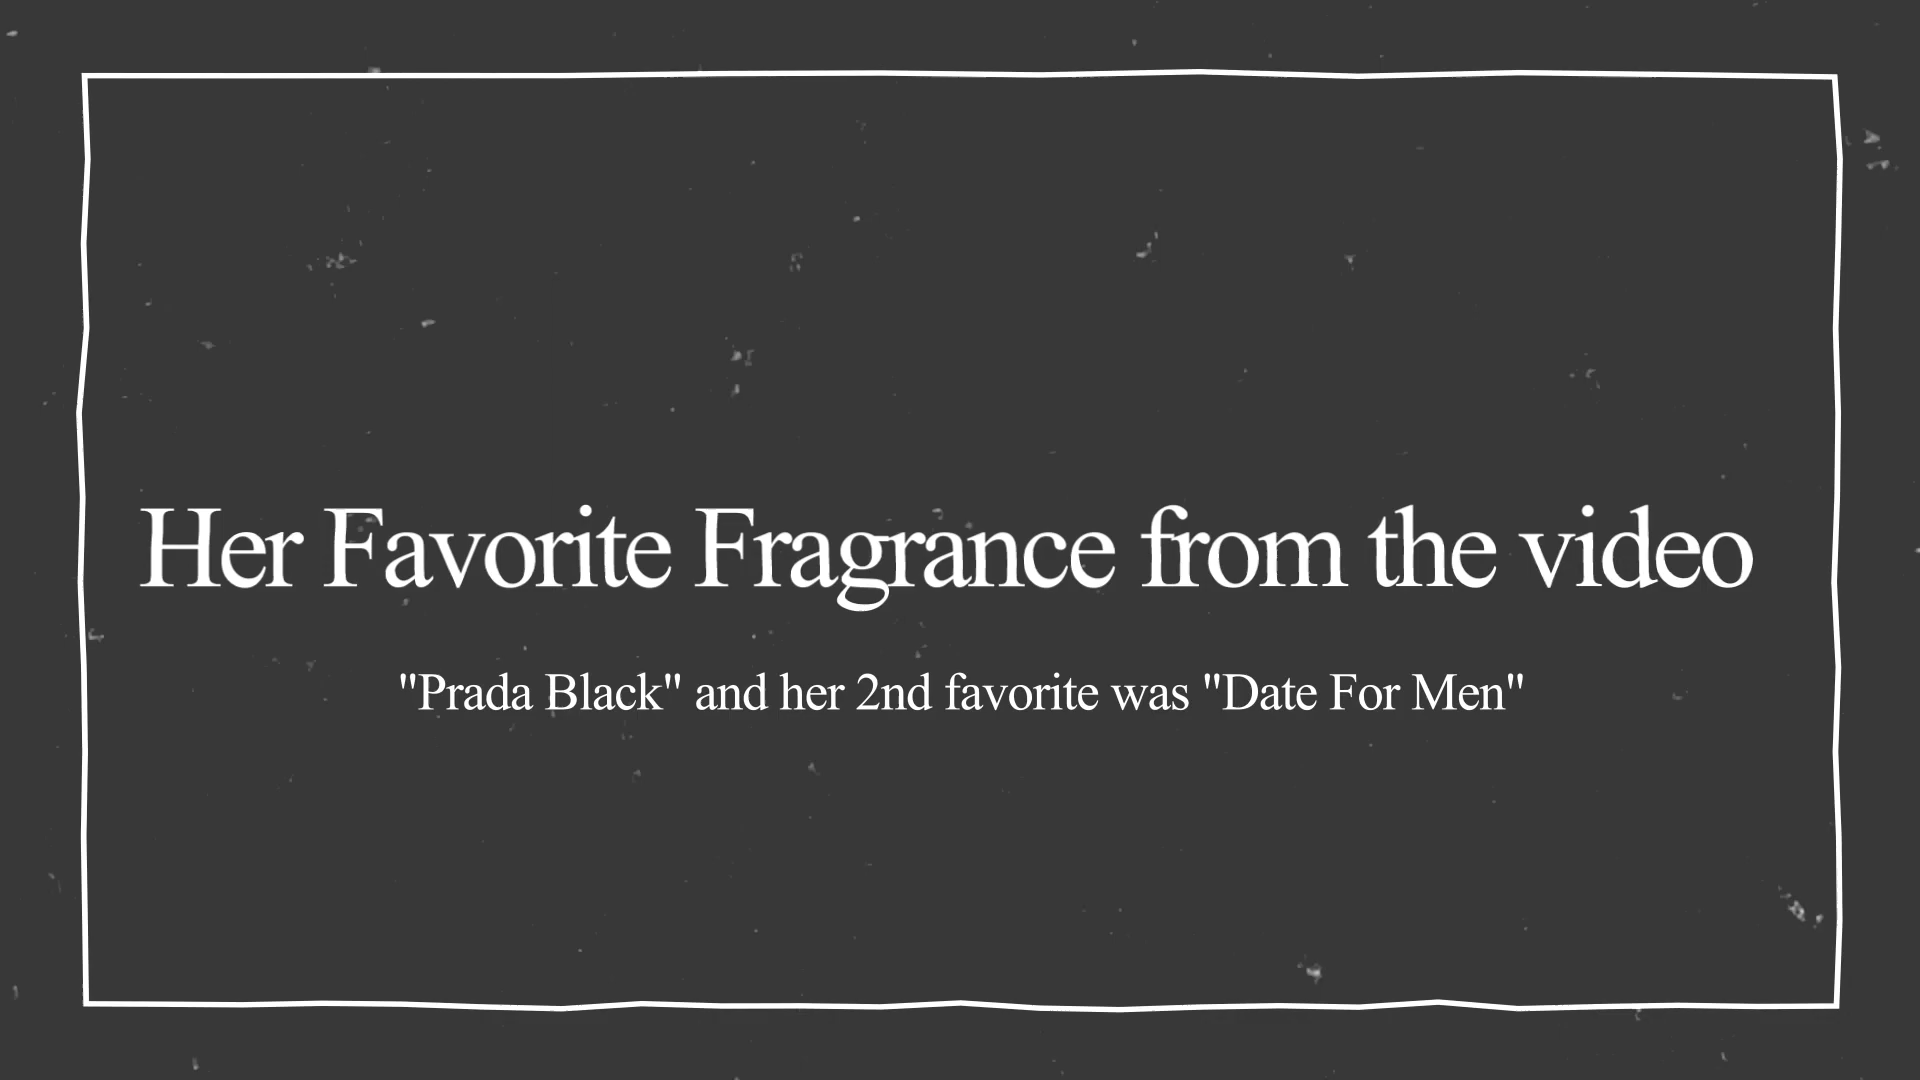 Her Favorite Fragrance from the video
"Prada Black" and her 2nd favorite was "Date For Men"